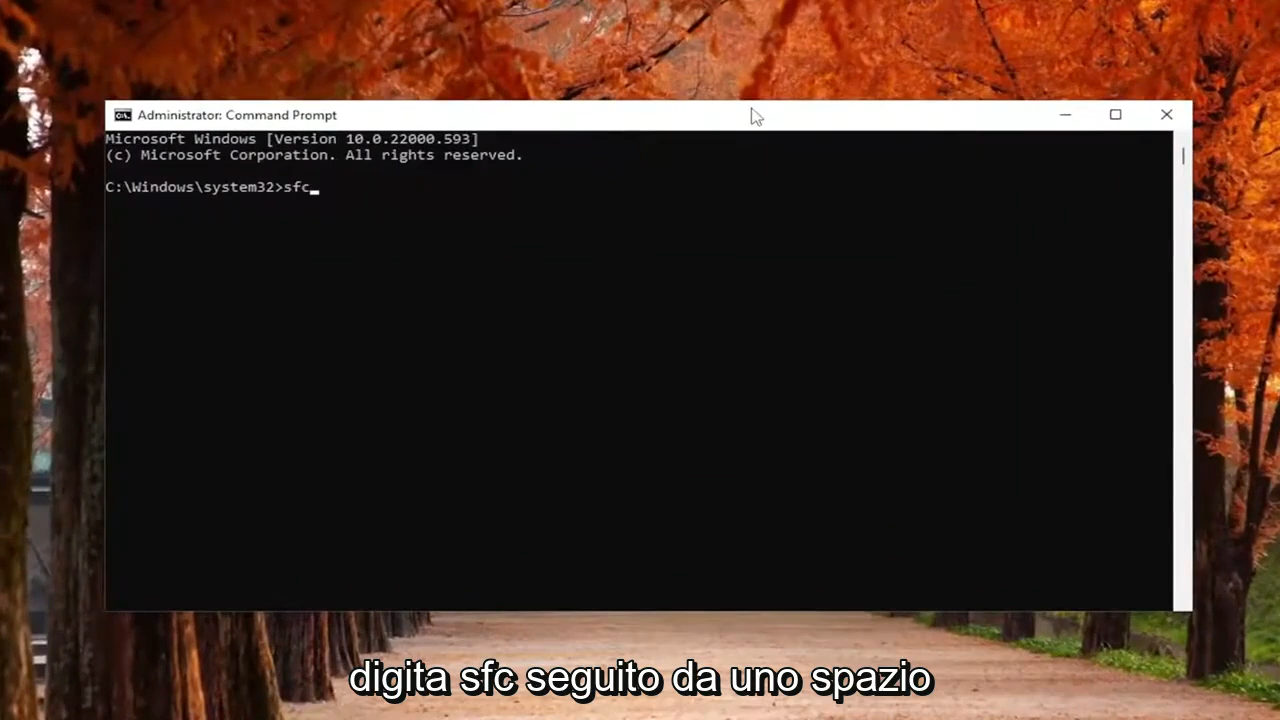 Administrator: Command Prompt
Microsoft Windows [Version 10.0.22000.593]
(c) Microsoft Corporation. All rights reserved.
C:\Windows\system32>sfc
digita sfc seguito da uno spazio